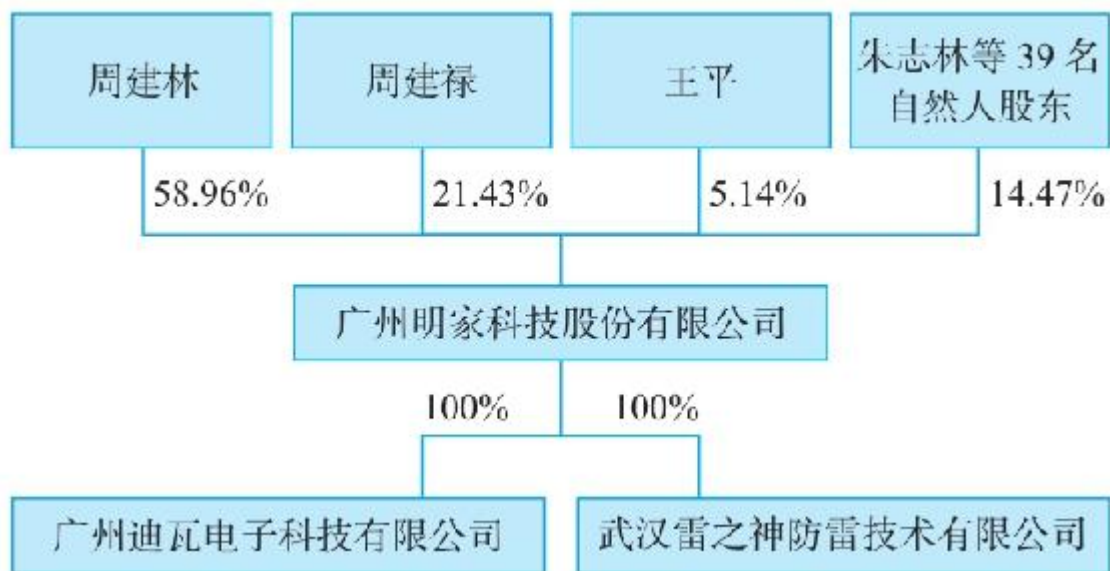 周建林
周建禄
王平
朱志林等 39 名
自然人股东
58.96%
21.43%
5.14%
14.47%
广州明家科技股份有限公司
100%
100%
广州迪瓦电子科技有限公司
武汉雷之神防雷技术有限公司